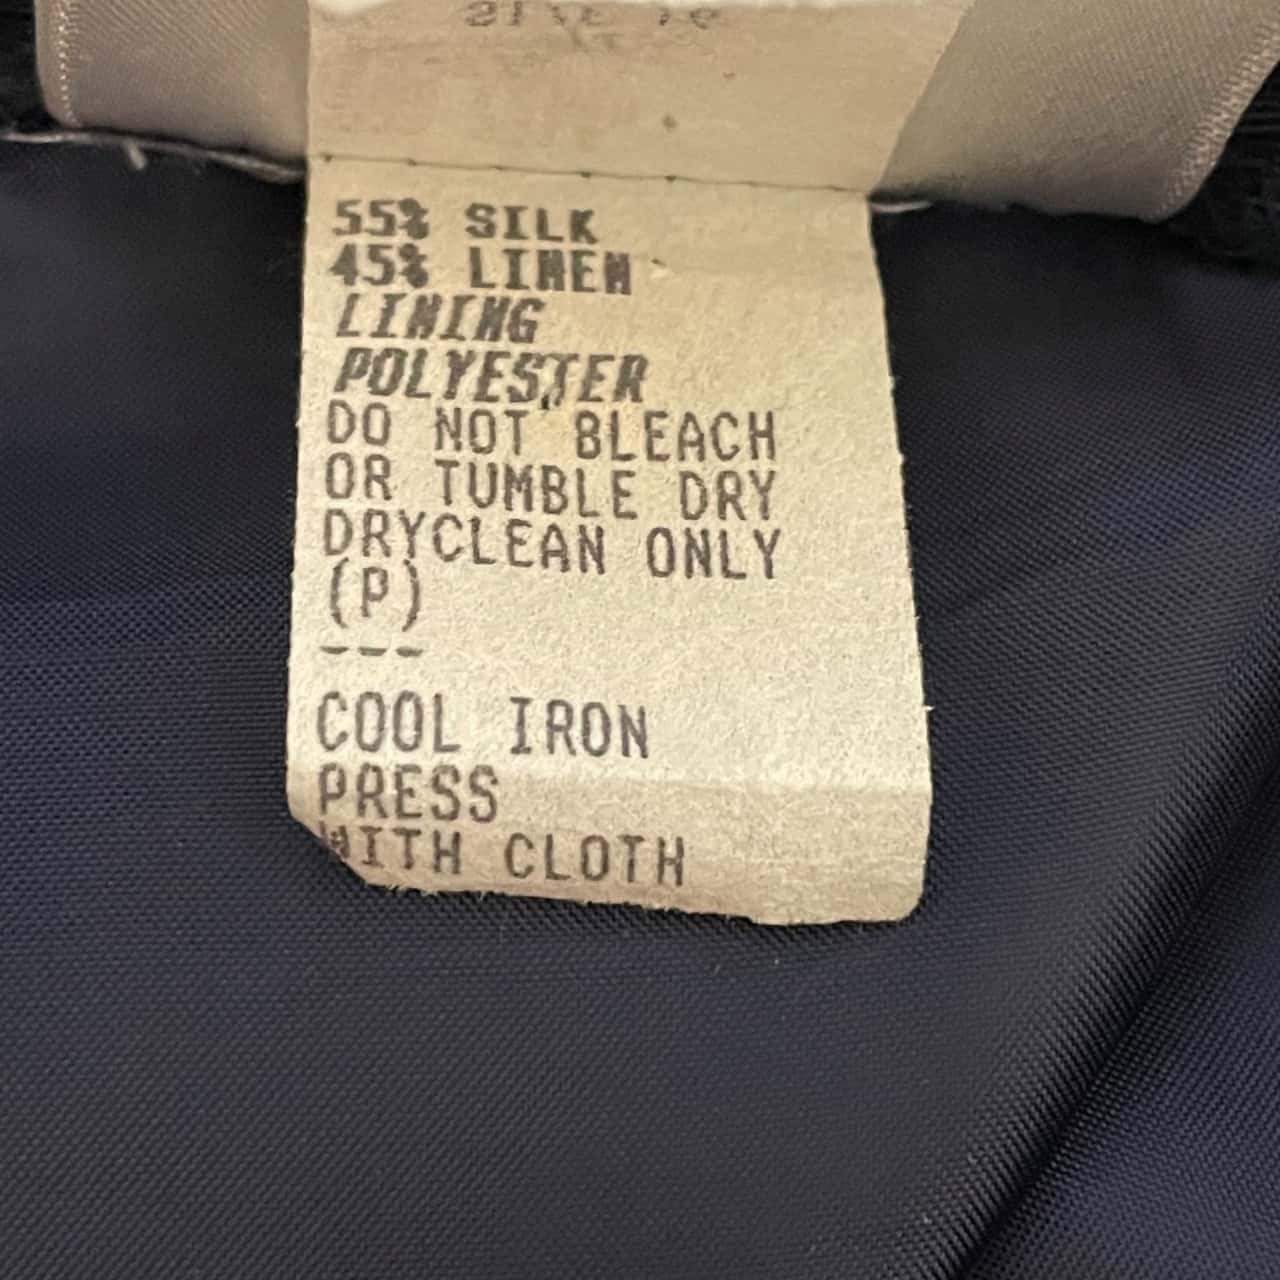 55% SILK
45% LINEN
LINING
POLYESTER
DO NOT BLEACH
OR TUMBLE DRY
DRYCLEAN ONLY
(P)
---
COOL IRON
PRESS
WITH CLOTH